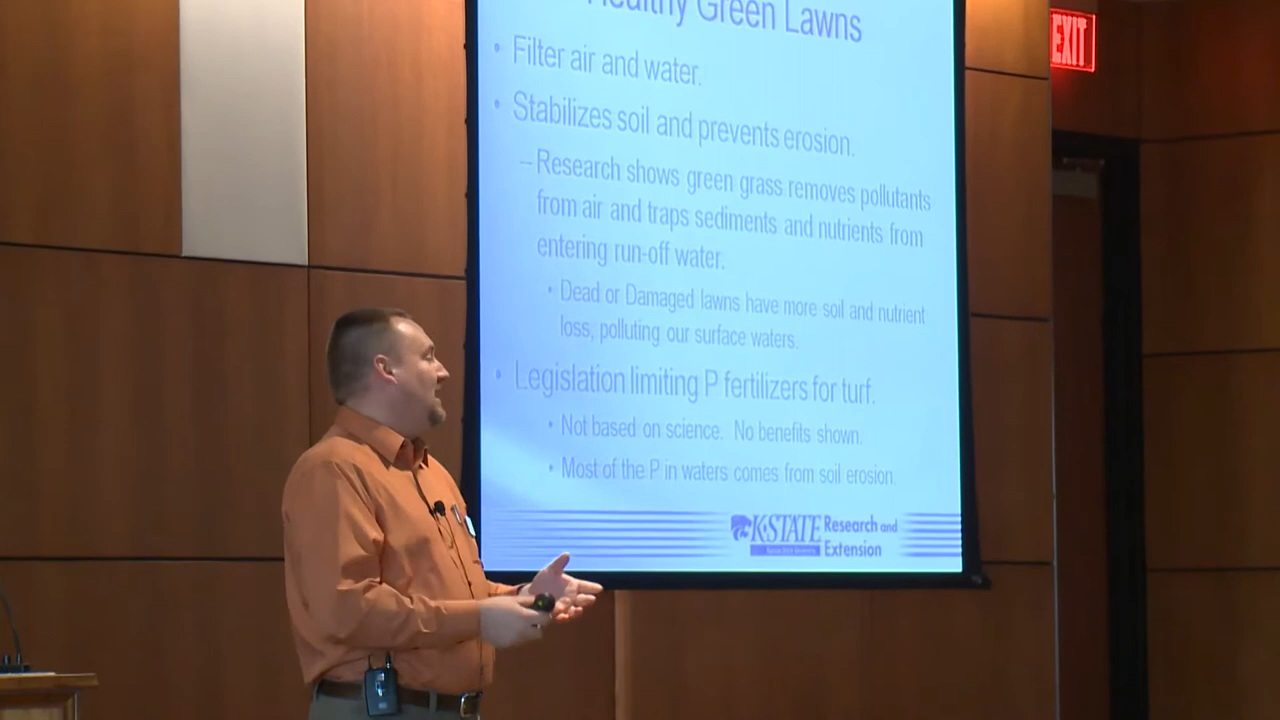 Healthy Green Lawns
• Filter air and water.
• Stabilizes soil and prevents erosion.
– Research shows green grass removes pollutants
from air and traps sediments and nutrients from
entering run-off water.
• Dead or Damaged lawns have more soil and nutrient
loss, polluting our surface waters.
• Legislation limiting P fertilizers for turf.
• Not based on science. No benefits shown.
• Most of the P in waters comes from soil erosion.
K-STATE
Research and
Extension
EXIT